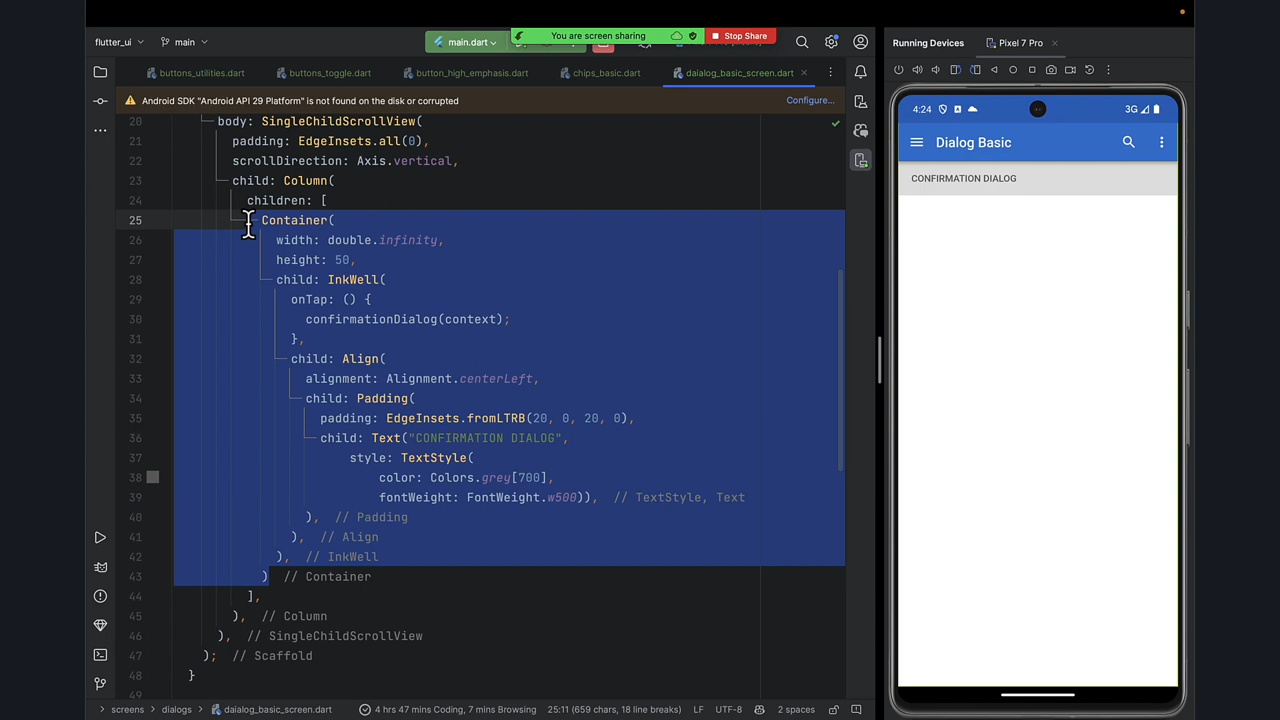 flutter_ui
main
main.dart
You are screen sharing
Stop Share
buttons_utilities.dart
buttons_toggle.dart
button_high_emphasis.dart
chips_basic.dart
daialog_basic_screen.dart
Android SDK "Android API 29 Platform" is not found on the disk or corrupted
Configure...
20 body: SingleChildScrollView(
21 padding: EdgeInsets.all(0),
22 scrollDirection: Axis.vertical,
23 child: Column(
24 children: [
25 Container(
26 width: double.infinity,
27 height: 50,
28 child: InkWell(
29 onTap: () {
30 confirmationDialog(context);
31 },
32 child: Align(
33 alignment: Alignment.centerLeft,
34 child: Padding(
35 padding: EdgeInsets.fromLTRB(20, 0, 20, 0),
36 child: Text("CONFIRMATION DIALOG",
37 style: TextStyle(
38 color: Colors.grey[700],
39 fontWeight: FontWeight.w500)), // TextStyle, Text
40 ), // Padding
41 ), // Align
42 ), // InkWell
43 ) // Container
44 ],
45 ), // Column
46 ), // SingleChildScrollView
47 ); // Scaffold
48 }
49
screens
dialogs
daialog_basic_screen.dart
4 hrs 47 mins Coding, 7 mins Browsing
25:11 (659 chars, 18 line breaks)
LF
UTF-8
2 spaces
Running Devices
Pixel 7 Pro
4:24
3G
Dialog Basic
CONFIRMATION DIALOG